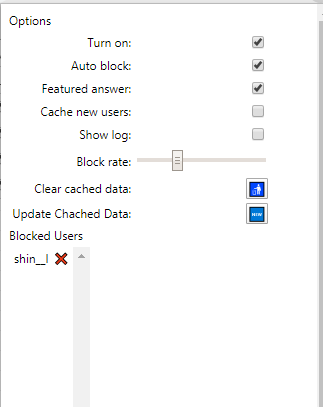 Options
Turn on:
Auto block:
Featured answer:
Cache new users:
Show log:
Block rate:
Clear cached data:
Update Chached Data:
NEW
Blocked Users
shin__l